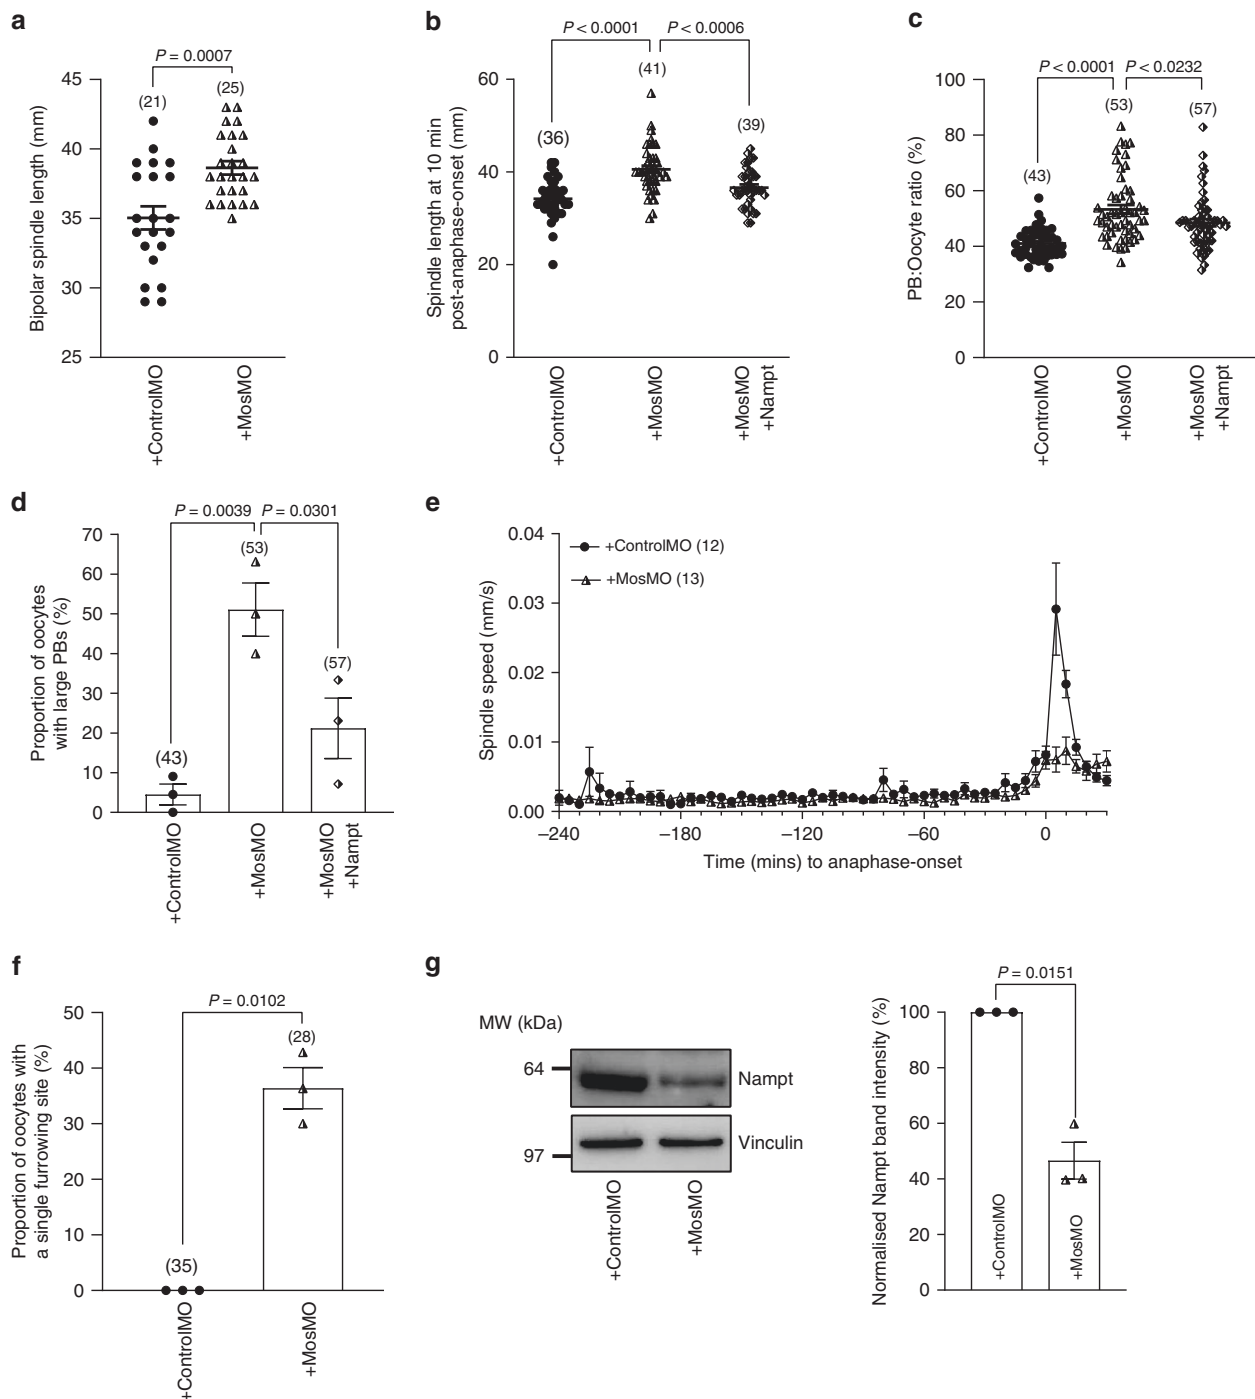 a
P = 0.0007
(21)
(25)
45
40
35
30
25
Bipolar spindle length (mm)
+ControlMO
+MosMO
b
P < 0.0001
P < 0.0006
(36)
(41)
(39)
60
40
20
0
Spindle length at 10 min
post-anaphase-onset (mm)
+ControlMO
+MosMO
+MosMO
+Nampt
c
P < 0.0001
P < 0.0232
(43)
(53)
(57)
100
80
60
40
20
0
PB:Oocyte ratio (%)
+ControlMO
+MosMO
+MosMO
+Nampt
d
P = 0.0039
P = 0.0301
(43)
(53)
(57)
70
60
50
40
30
20
10
0
Proportion of oocytes
with large PBs (%)
+ControlMO
+MosMO
+MosMO
+Nampt
e
+ControlMO (12)
+MosMO (13)
0.04
0.03
0.02
0.01
0.00
Spindle speed (mm/s)
−240
−180
−120
−60
0
Time (mins) to anaphase-onset
f
P = 0.0102
(35)
(28)
50
40
30
20
10
0
Proportion of oocytes with
a single furrowing site (%)
+ControlMO
+MosMO
g
MW (kDa)
64
Nampt
97
Vinculin
+ControlMO
+MosMO
P = 0.0151
100
80
60
40
20
0
Normalised Nampt band intensity (%)
+ControlMO
+MosMO